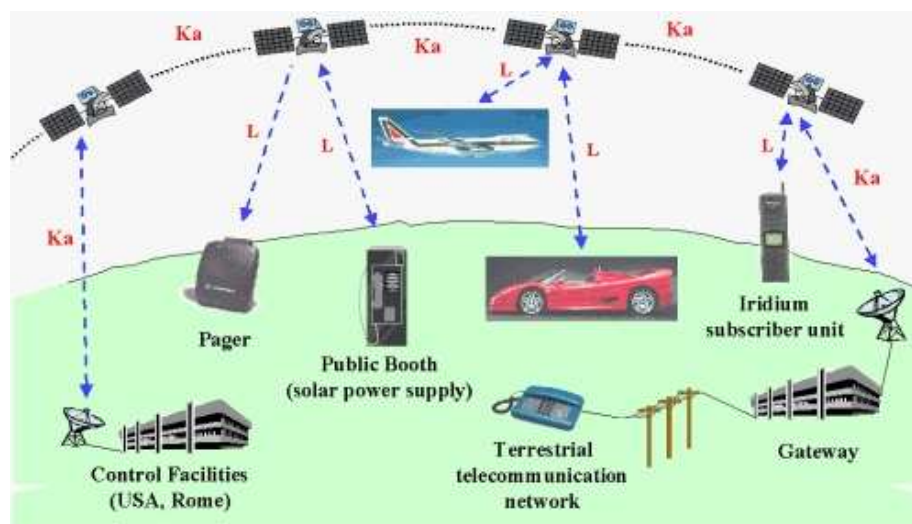 Ka
Ka
Ka
L
L
L
L
L
Ka
Ka
Pager
Public Booth
(solar power supply)
Iridium
subscriber unit
Control Facilities
(USA, Rome)
Terrestrial
telecommunication
network
Gateway